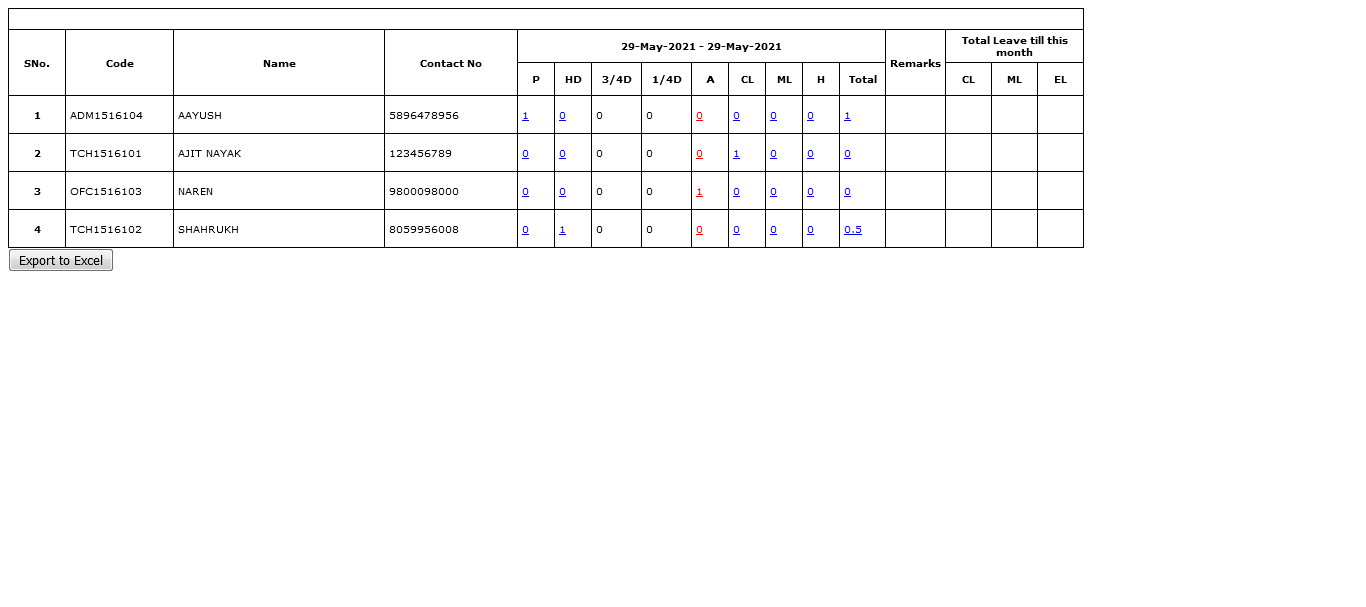 SNo. Code Name Contact No 29-May-2021 - 29-May-2021 Remarks Total Leave till this month
P HD 3/4D 1/4D A CL ML H Total CL ML EL
1 ADM1516104 AAYUSH 5896478956 1 0 0 0 0 0 0 0 1
2 TCH1516101 AJIT NAYAK 123456789 0 0 0 0 0 1 0 0 0
3 OFC1516103 NAREN 9800098000 0 0 0 0 1 0 0 0 0
4 TCH1516102 SHAHRUKH 8059956008 0 1 0 0 0 0 0 0 0.5
Export to Excel